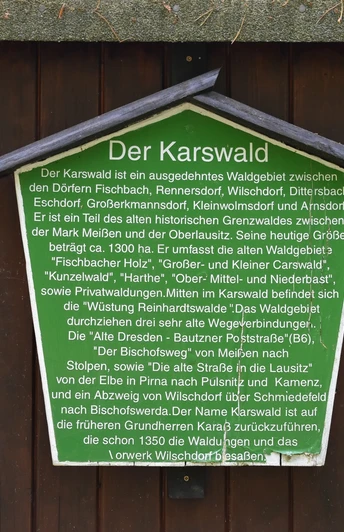 Der Karswald
Der Karswald ist ein ausgedehntes Waldgebiet zwischen
den Dörfern Fischbach, Rennersdorf, Wilschdorf, Dittersbach
Eschdorf. Großerkmannsdorf, Kleinwolmsdorf und Arnsdorf
Er ist ein Teil des alten historischen Grenzwaldes zwischen
der Mark Meißen und der Oberlausitz. Seine heutige Größe
beträgt ca. 1300 ha. Er umfasst die alten Waldgebiete
"Fischbacher Holz", "Großer- und Kleiner Carswald",
"Kunzelwald", "Harthe", "Ober- Mittel- und Niederbast",
sowie Privatwaldungen.Mitten im Karswald befindet sich
die "Wüstung Reinhardtswalde".Das Waldgebiet
durchziehen drei sehr alte Wegeverbindungen.
Die "Alte Dresden - Bautzner Poststraße"(B6),
"Der Bischofsweg" von Meißen nach
Stolpen, sowie "Die alte Straße in die Lausitz"
von der Elbe in Pirna nach Pulsnitz und Kamenz,
und ein Abzweig von Wilschdorf über Schmiedefeld
nach Bischofswerda.Der Name Karswald ist auf
die früheren Grundherren Karaß zurückzuführen,
die schon 1350 die Waldungen und das
orwerk Wilschdorf besaßen.